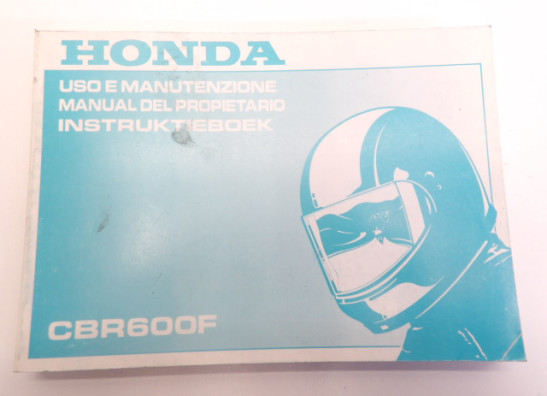 HONDA
USO E MANUTENZIONE
MANUAL DEL PROPIETARIO
INSTRUKTIEBOEK
CBR600F